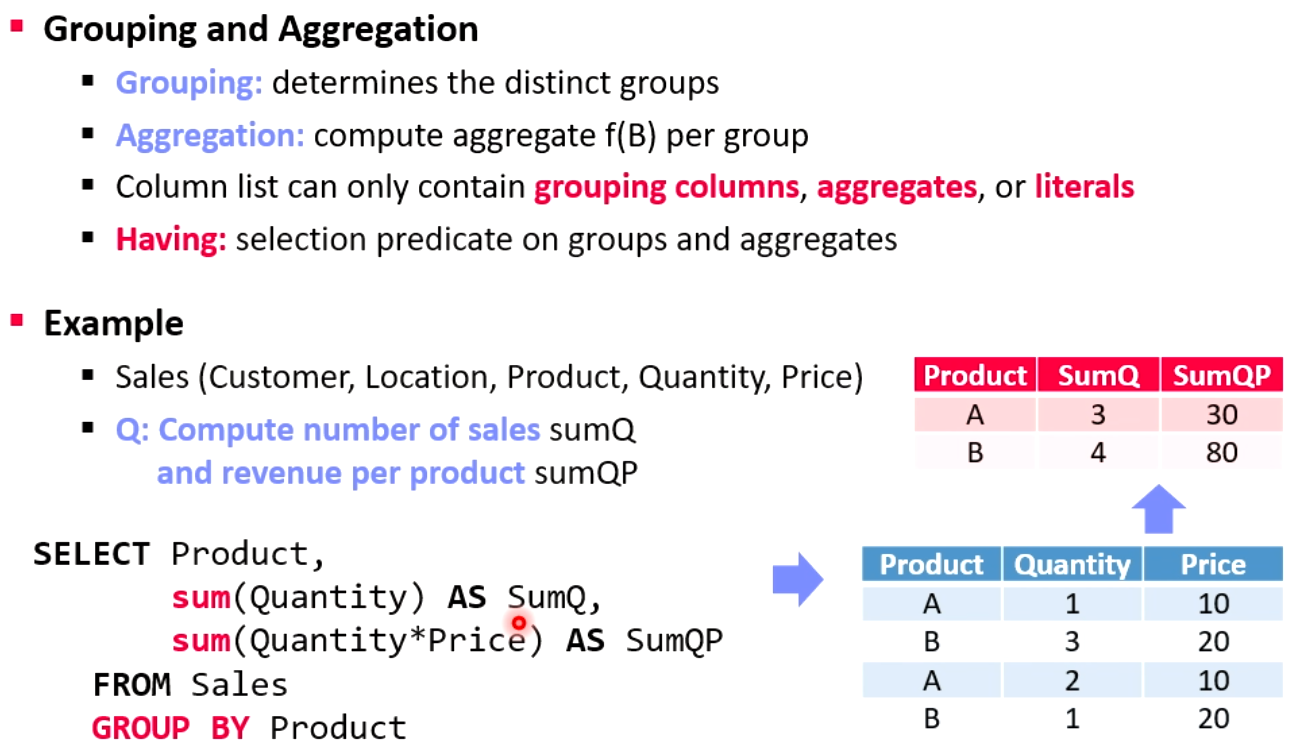 Grouping and Aggregation
Grouping: determines the distinct groups
Aggregation: compute aggregate f(B) per group
Column list can only contain grouping columns, aggregates, or literals
Having: selection predicate on groups and aggregates
Example
Sales (Customer, Location, Product, Quantity, Price)
Q: Compute number of sales sumQ
and revenue per product sumQP
SELECT Product,
sum(Quantity) AS SumQ,
sum(Quantity*Price) AS SumQP
FROM Sales
GROUP BY Product
Product SumQ SumQP
A 3 30
B 4 80
Product Quantity Price
A 1 10
B 3 20
A 2 10
B 1 20